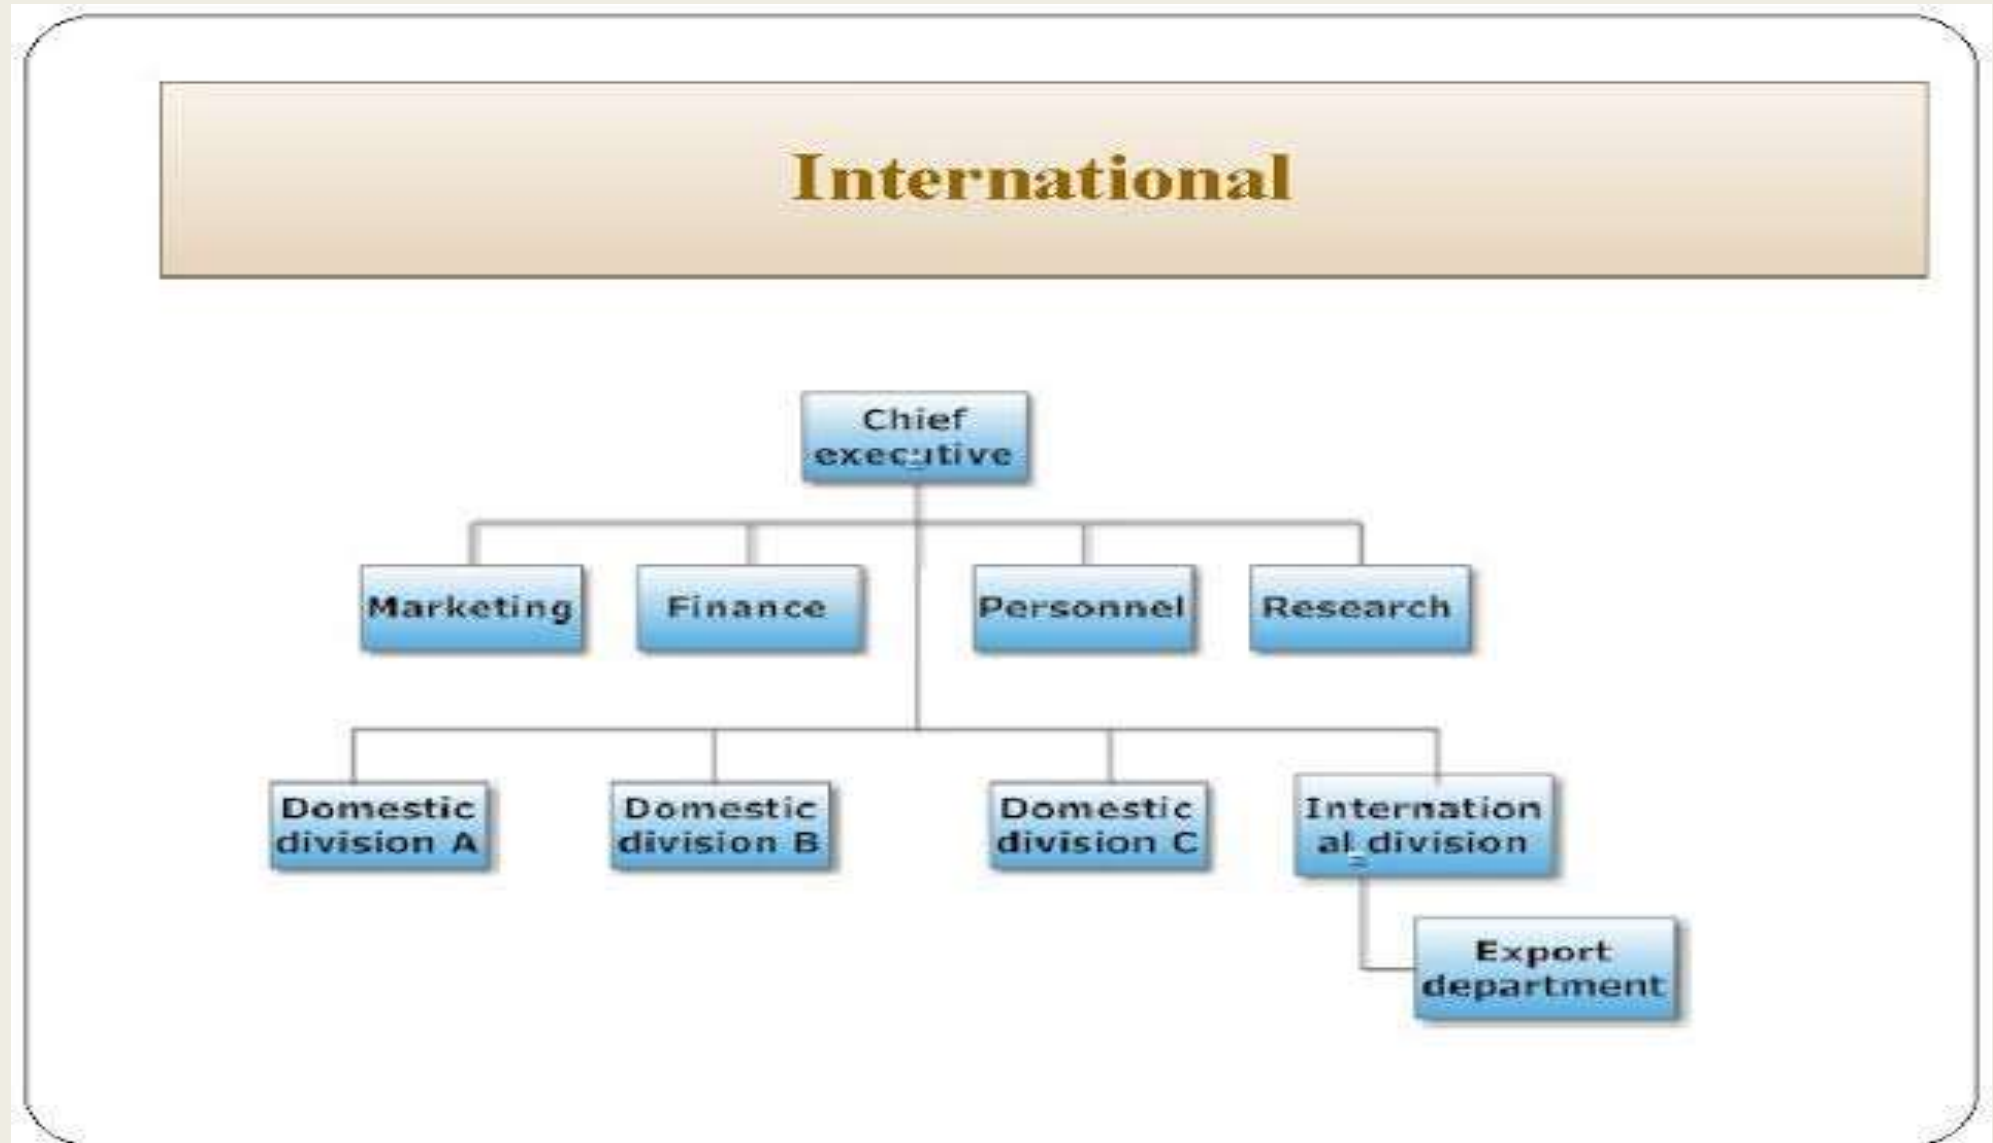 International
Chief
executive
Marketing
Finance
Personnel
Research
Domestic
division A
Domestic
division B
Domestic
division C
Internation
al division
Export
department